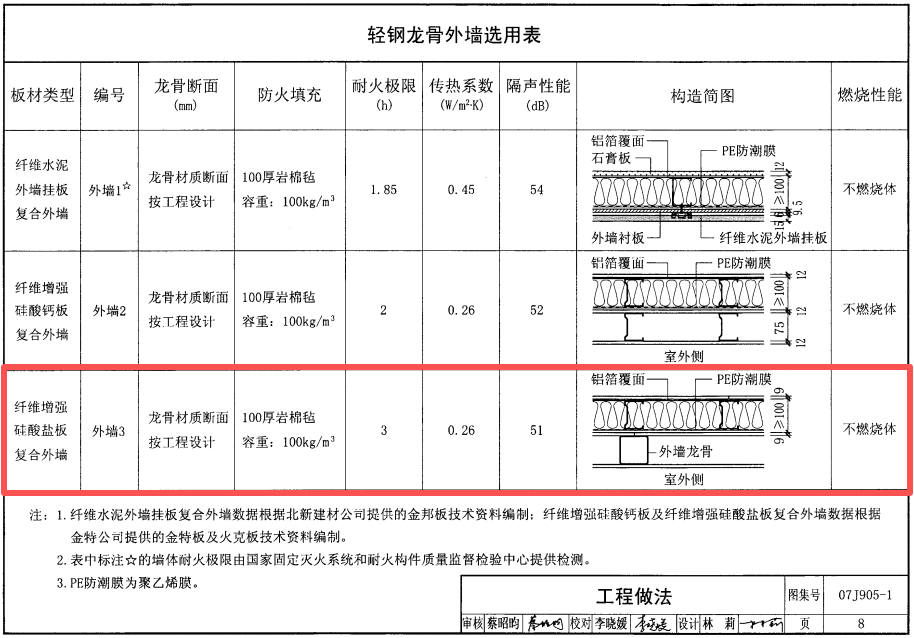 轻钢龙骨外墙选用表
板材类型 编号 龙骨断面 (mm) 防火填充 耐火极限 (h) 传热系数 (W/m²·K) 隔声性能 (dB) 构造简图 燃烧性能
纤维水泥
外墙挂板
复合外墙
外墙1☆
龙骨材质断面
按工程设计
100厚岩棉毡
容重：100kg/m³
1.85
0.45
54
铝箔覆面
石膏板
PE防潮膜
外墙衬板
纤维水泥外墙挂板
12
≥100
9.5
不燃烧体
纤维增强
硅酸钙板
复合外墙
外墙2
龙骨材质断面
按工程设计
100厚岩棉毡
容重：100kg/m³
2
0.26
52
铝箔覆面
PE防潮膜
12
≥100
12
75
12
室外侧
不燃烧体
纤维增强
硅酸盐板
复合外墙
外墙3
龙骨材质断面
按工程设计
100厚岩棉毡
容重：100kg/m³
3
0.26
51
铝箔覆面
PE防潮膜
9
≥100
9
外墙龙骨
室外侧
不燃烧体
注：1.纤维水泥外墙挂板复合外墙数据根据北新建材公司提供的金邦板技术资料编制；纤维增强硅酸钙板及纤维增强硅酸盐板复合外墙数据根据
金特公司提供的金特板及火克板技术资料编制。
2.表中标注☆的墙体耐火极限由国家固定灭火系统和耐火构件质量监督检验中心提供检测。
3.PE防潮膜为聚乙烯膜。
工程做法
图集号 07J905-1
审核 蔡昭昀 校对 李晓媛 设计 林 莉 页 8